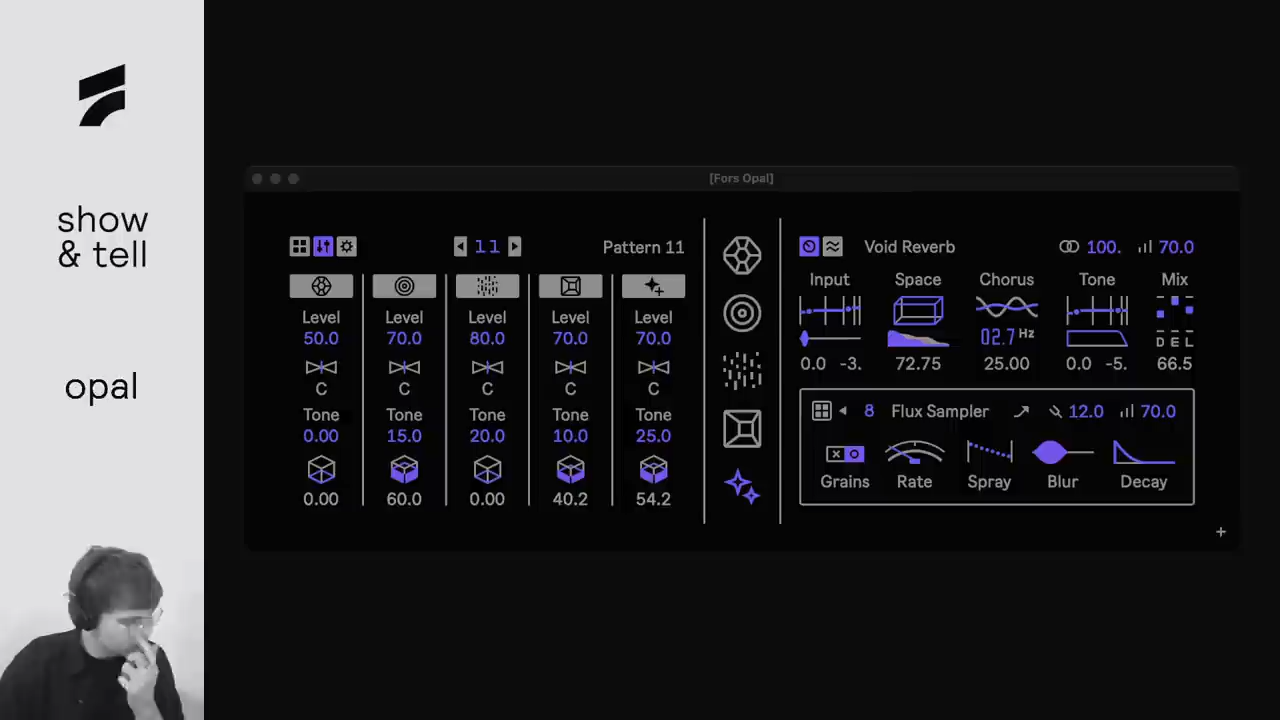 show
& tell
opal
[Fors Opal]
11
Pattern 11
Level Level Level Level Level
50.0 70.0 80.0 70.0 70.0
C C C C C
Tone Tone Tone Tone Tone
0.00 15.0 20.0 10.0 25.0
0.00 60.0 0.00 40.2 54.2
Void Reverb 100. 70.0
Input Space Chorus Tone Mix
02.7 Hz D E L
0.0 -3. 72.75 25.00 0.0 -5. 66.5
8 Flux Sampler 12.0 70.0
Grains Rate Spray Blur Decay